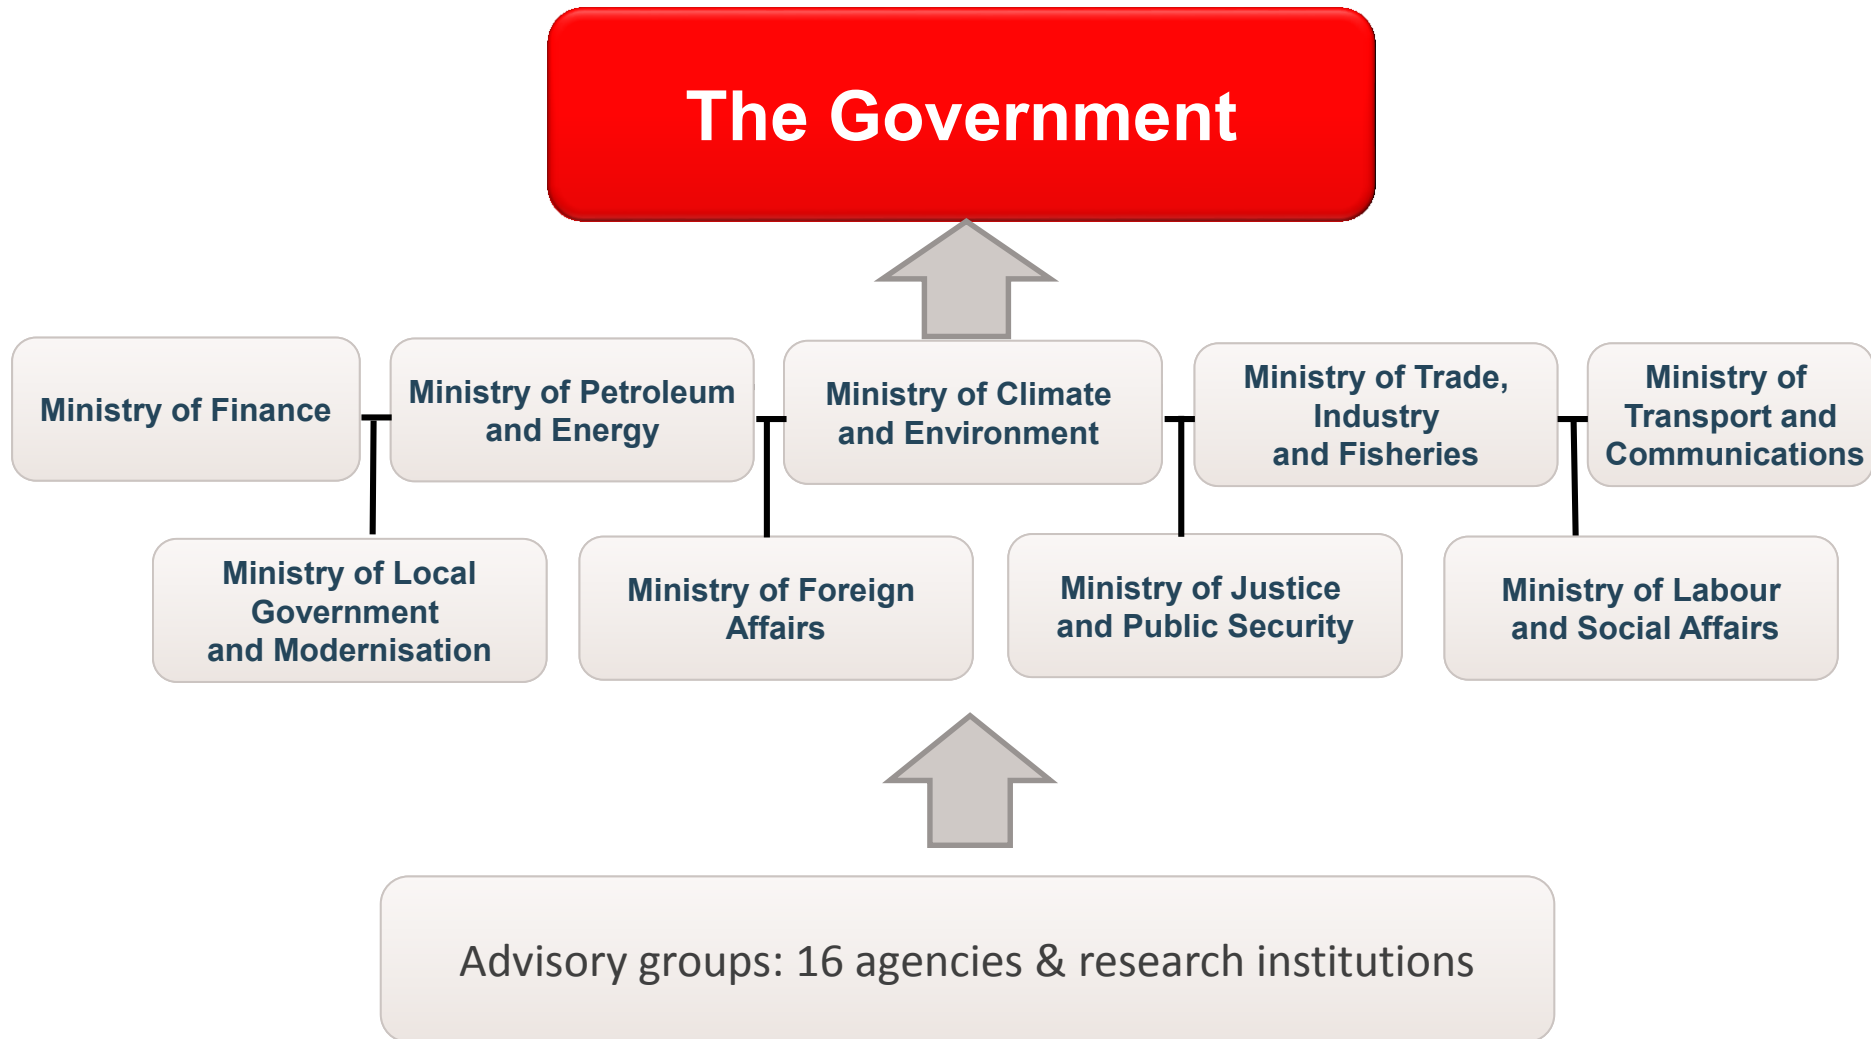 The Government
Ministry of Finance
Ministry of Petroleum
and Energy
Ministry of Climate
and Environment
Ministry of Trade,
Industry
and Fisheries
Ministry of
Transport and
Communications
Ministry of Local
Government
and Modernisation
Ministry of Foreign
Affairs
Ministry of Justice
and Public Security
Ministry of Labour
and Social Affairs
Advisory groups: 16 agencies & research institutions